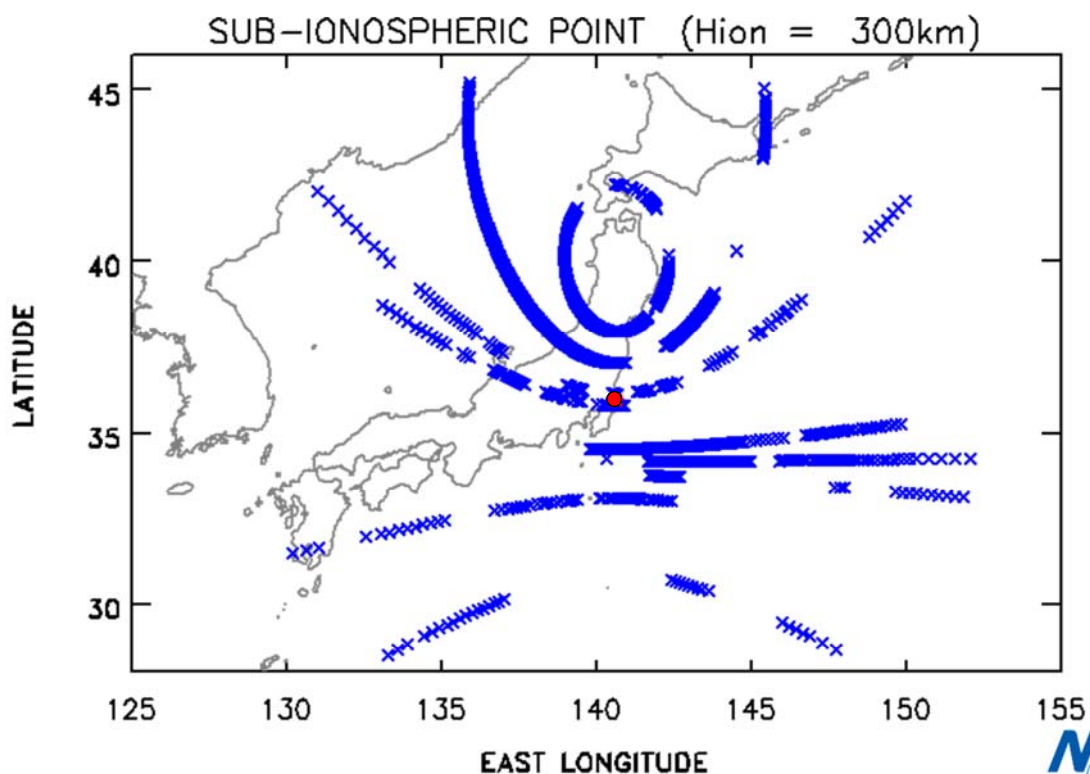 SUB-IONOSPHERIC POINT (Hion = 300km)
45
40
35
30
LATITUDE
125 130 135 140 145 150 155
EAST LONGITUDE